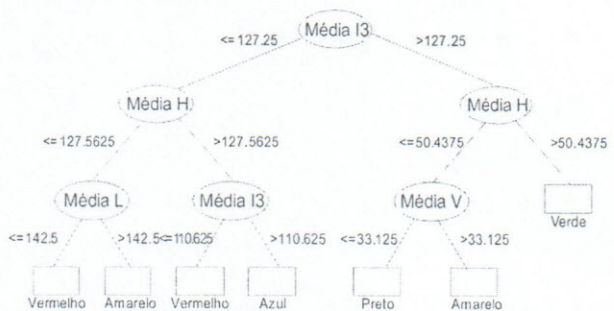 Média I3
<= 127.25 >127.25
Média H Média H
<= 127.5625 >127.5625 <=50.4375 >50.4375
Média L Média I3 Média V
Verde
<=142.5 >142.5 <=110.625 >110.625 <=33.125 >33.125
Vermelho Amarelo Vermelho Azul Preto Amarelo